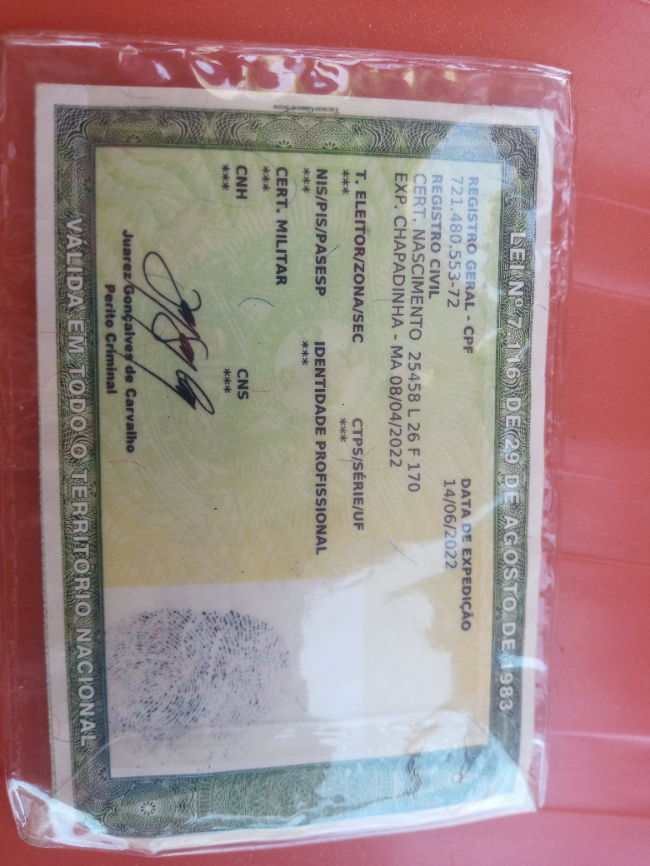 LEI Nº 7.116 DE 29 DE AGOSTO DE 1983
REGISTRO GERAL - CPF
721.480.553-72
DATA DE EXPEDIÇÃO
14/06/2022
REGISTRO CIVIL
CERT. NASCIMENTO 25458 L 26 F 170
EXP. CHAPADINHA - MA 08/04/2022
T. ELEITOR/ZONA/SEC
***
CTPS/SÉRIE/UF
***
NIS/PIS/PASESP
***
IDENTIDADE PROFISSIONAL
***
CERT. MILITAR
***
CNH
***
CNS
***
Juarez Gonçalves de Carvalho
Perito Criminal
VÁLIDA EM TODO O TERRITÓRIO NACIONAL